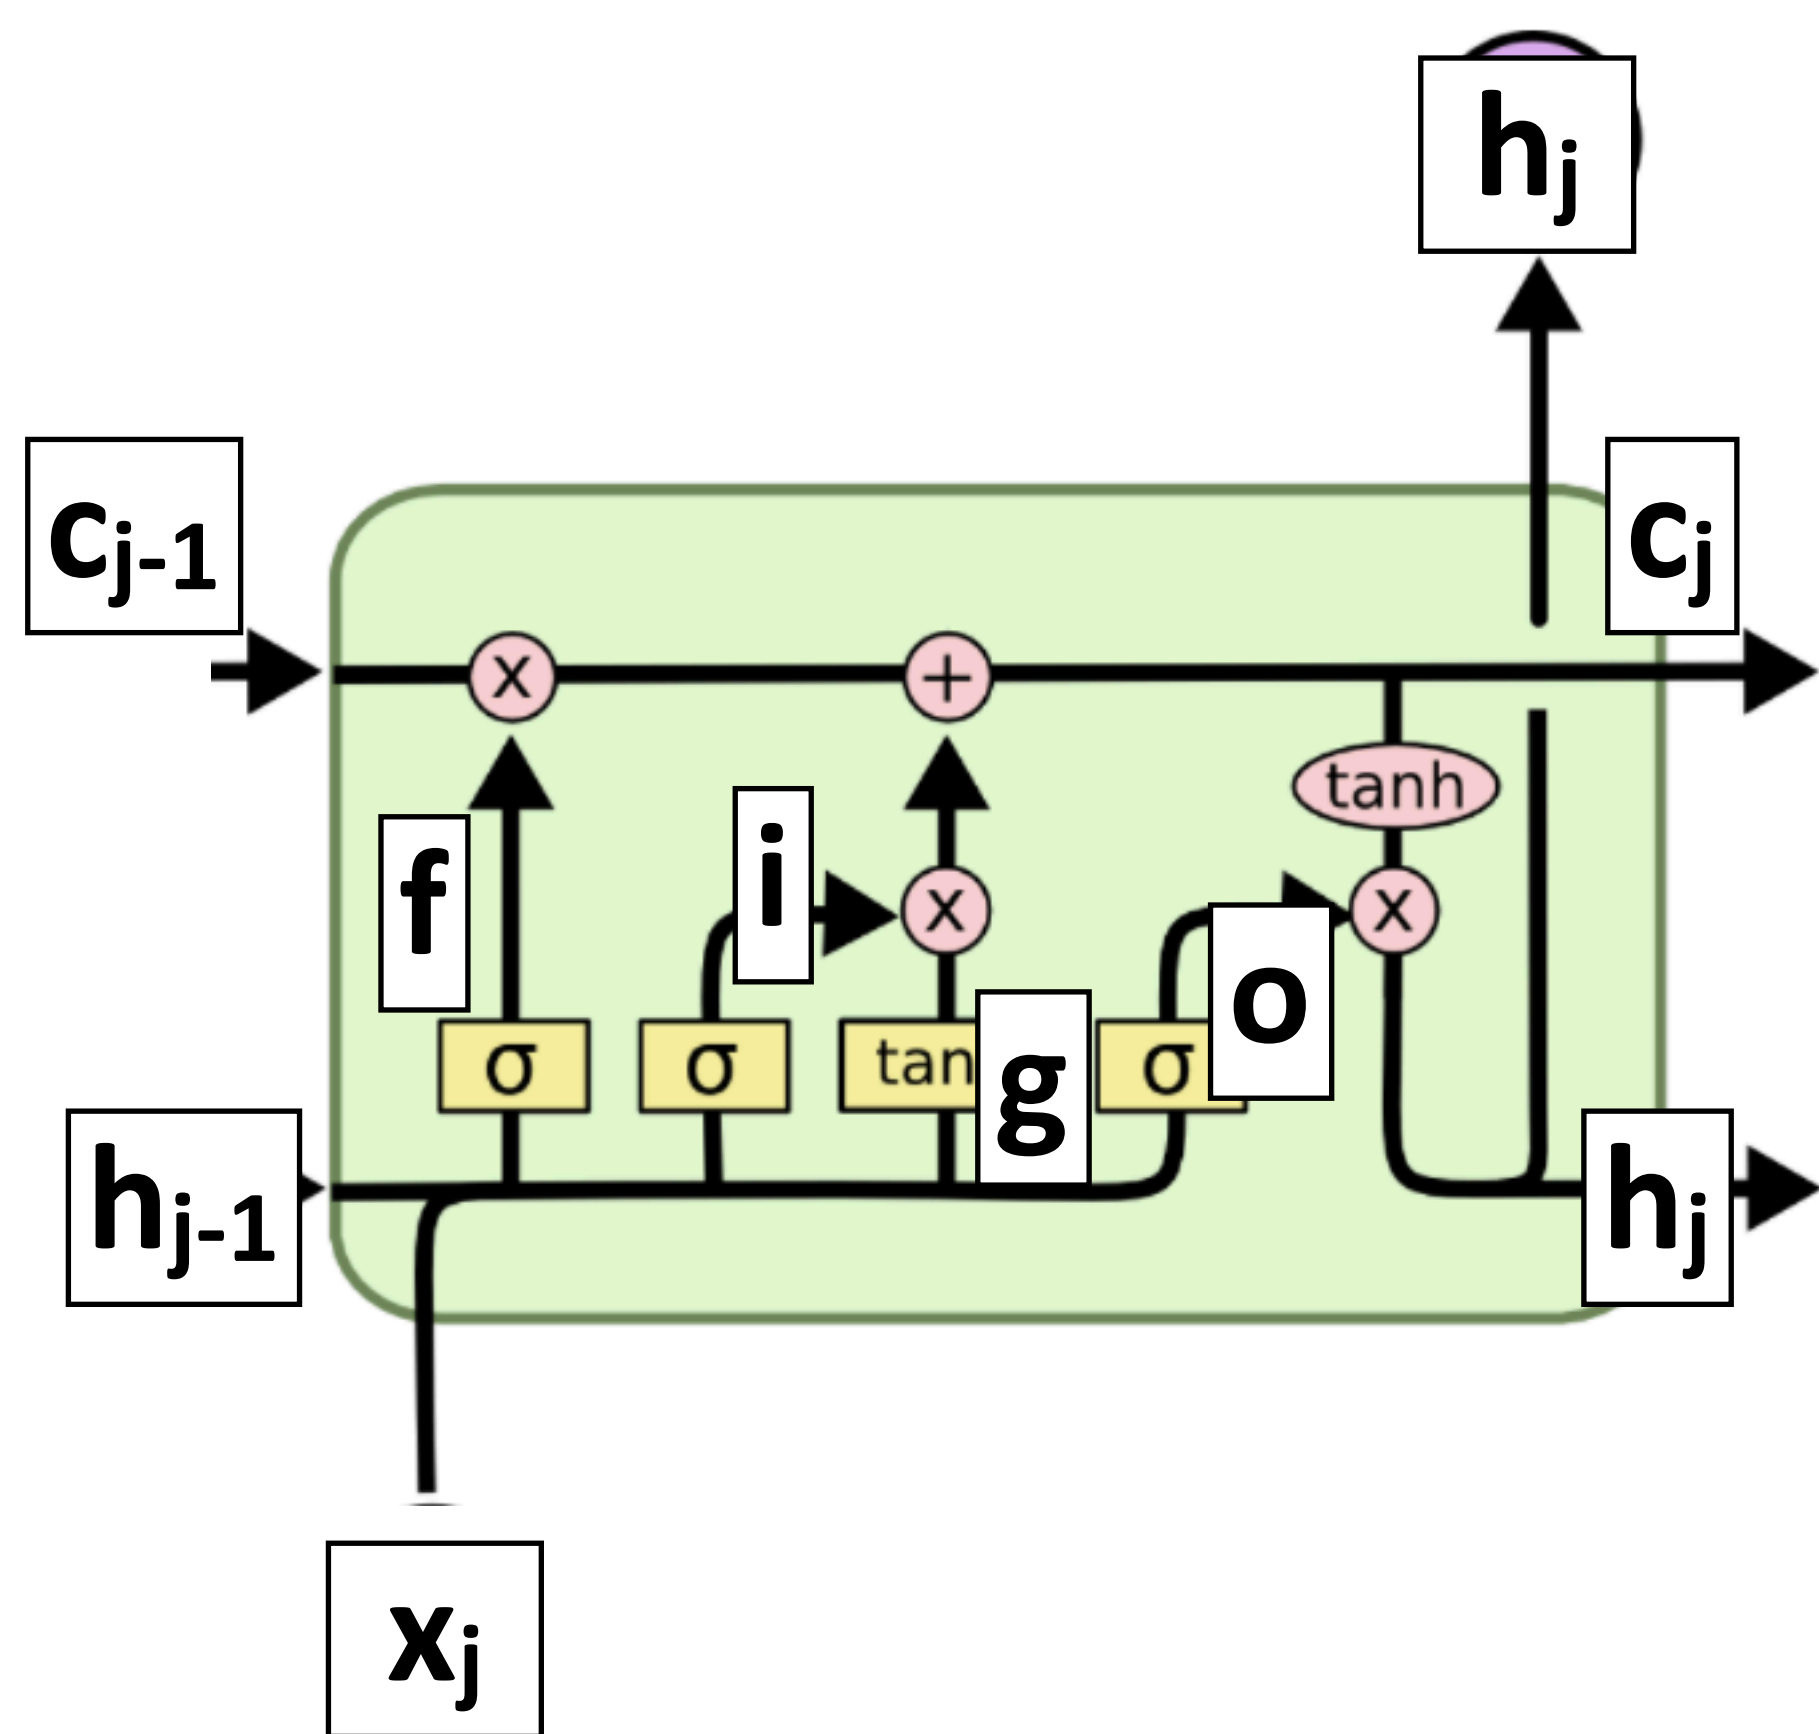 hj
cj-1
cj
x
+
tanh
f
i
x
x
o
σ
σ
tan
g
σ
hj-1
hj
xj